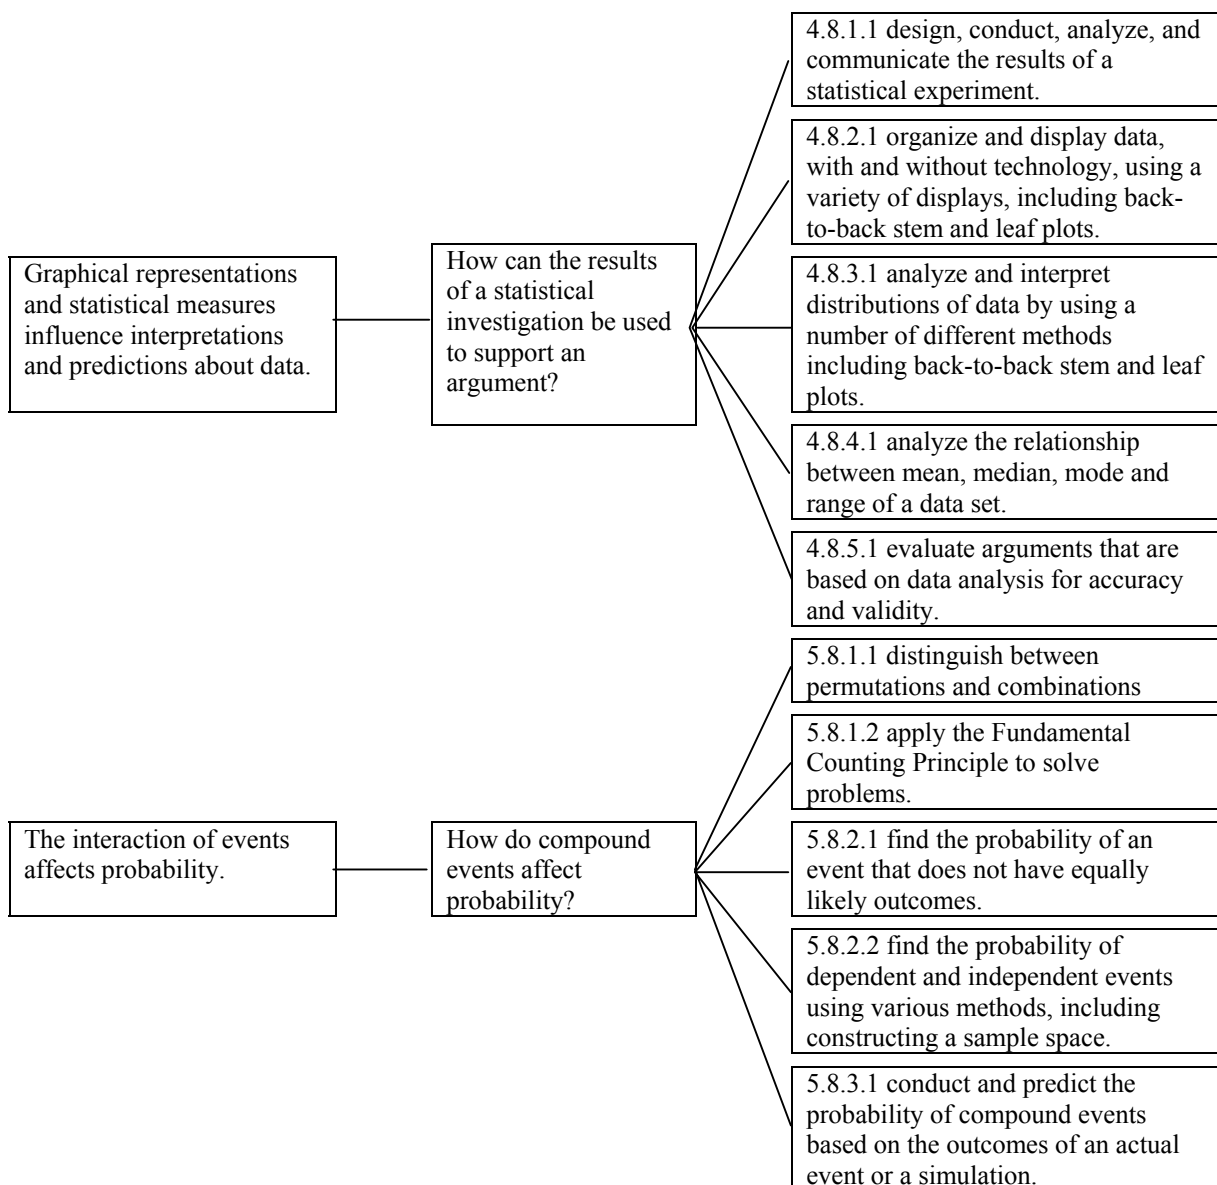 Graphical representations
and statistical measures
influence interpretations
and predictions about data.
How can the results
of a statistical
investigation be used
to support an
argument?
4.8.1.1 design, conduct, analyze, and
communicate the results of a
statistical experiment.
4.8.2.1 organize and display data,
with and without technology, using a
variety of displays, including back-
to-back stem and leaf plots.
4.8.3.1 analyze and interpret
distributions of data by using a
number of different methods
including back-to-back stem and leaf
plots.
4.8.4.1 analyze the relationship
between mean, median, mode and
range of a data set.
4.8.5.1 evaluate arguments that are
based on data analysis for accuracy
and validity.
The interaction of events
affects probability.
How do compound
events affect
probability?
5.8.1.1 distinguish between
permutations and combinations
5.8.1.2 apply the Fundamental
Counting Principle to solve
problems.
5.8.2.1 find the probability of an
event that does not have equally
likely outcomes.
5.8.2.2 find the probability of
dependent and independent events
using various methods, including
constructing a sample space.
5.8.3.1 conduct and predict the
probability of compound events
based on the outcomes of an actual
event or a simulation.